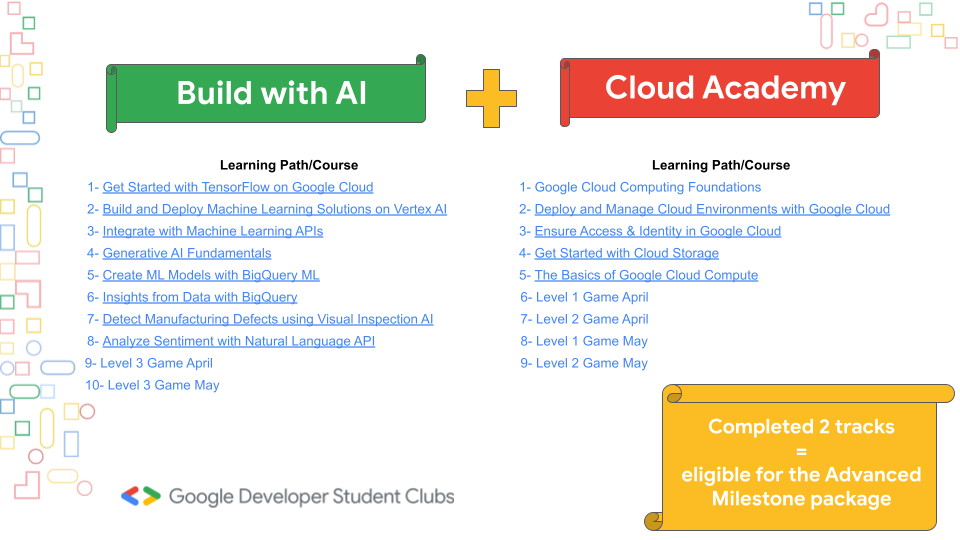 Build with AI
Learning Path/Course
1- Get Started with TensorFlow on Google Cloud
2- Build and Deploy Machine Learning Solutions on Vertex AI
3- Integrate with Machine Learning APIs
4- Generative AI Fundamentals
5- Create ML Models with BigQuery ML
6- Insights from Data with BigQuery
7- Detect Manufacturing Defects using Visual Inspection AI
8- Analyze Sentiment with Natural Language API
9- Level 3 Game April
10- Level 3 Game May
Cloud Academy
Learning Path/Course
1- Google Cloud Computing Foundations
2- Deploy and Manage Cloud Environments with Google Cloud
3- Ensure Access & Identity in Google Cloud
4- Get Started with Cloud Storage
5- The Basics of Google Cloud Compute
6- Level 1 Game April
7- Level 2 Game April
8- Level 1 Game May
9- Level 2 Game May
Completed 2 tracks
=
eligible for the Advanced
Milestone package
Google Developer Student Clubs